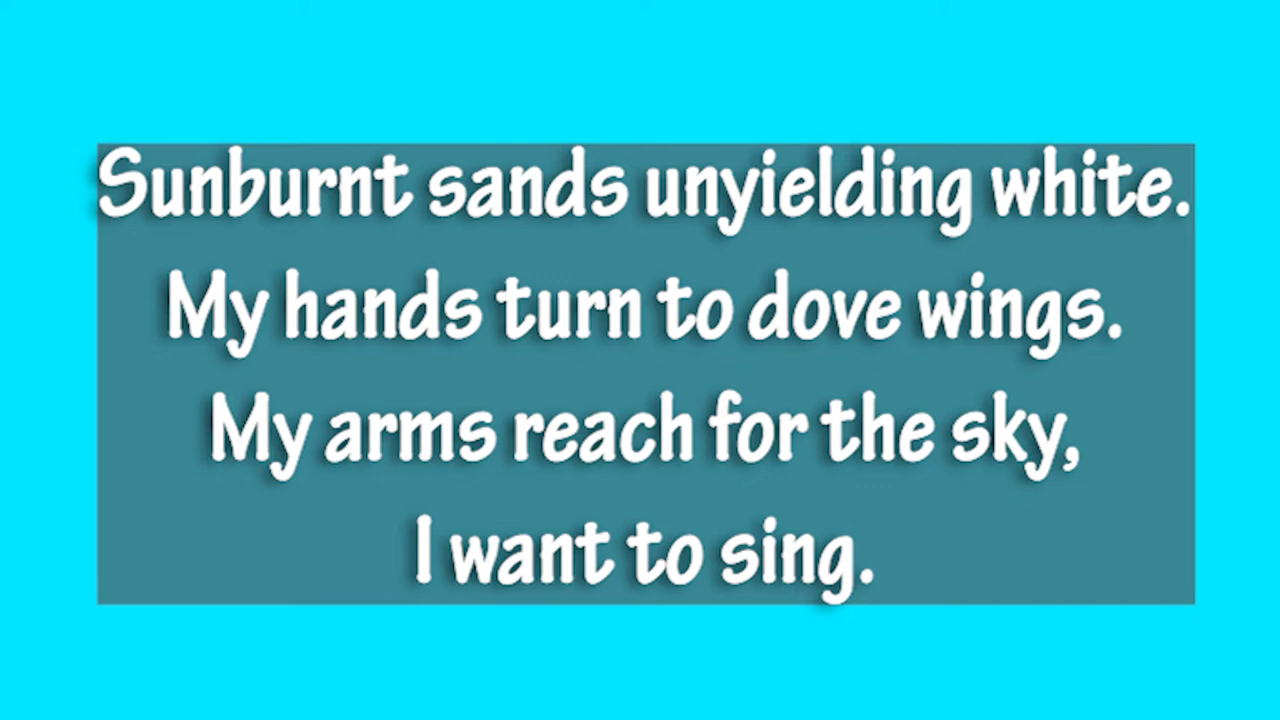 Sunburnt sands unyielding white.
My hands turn to dove wings.
My arms reach for the sky,
I want to sing.